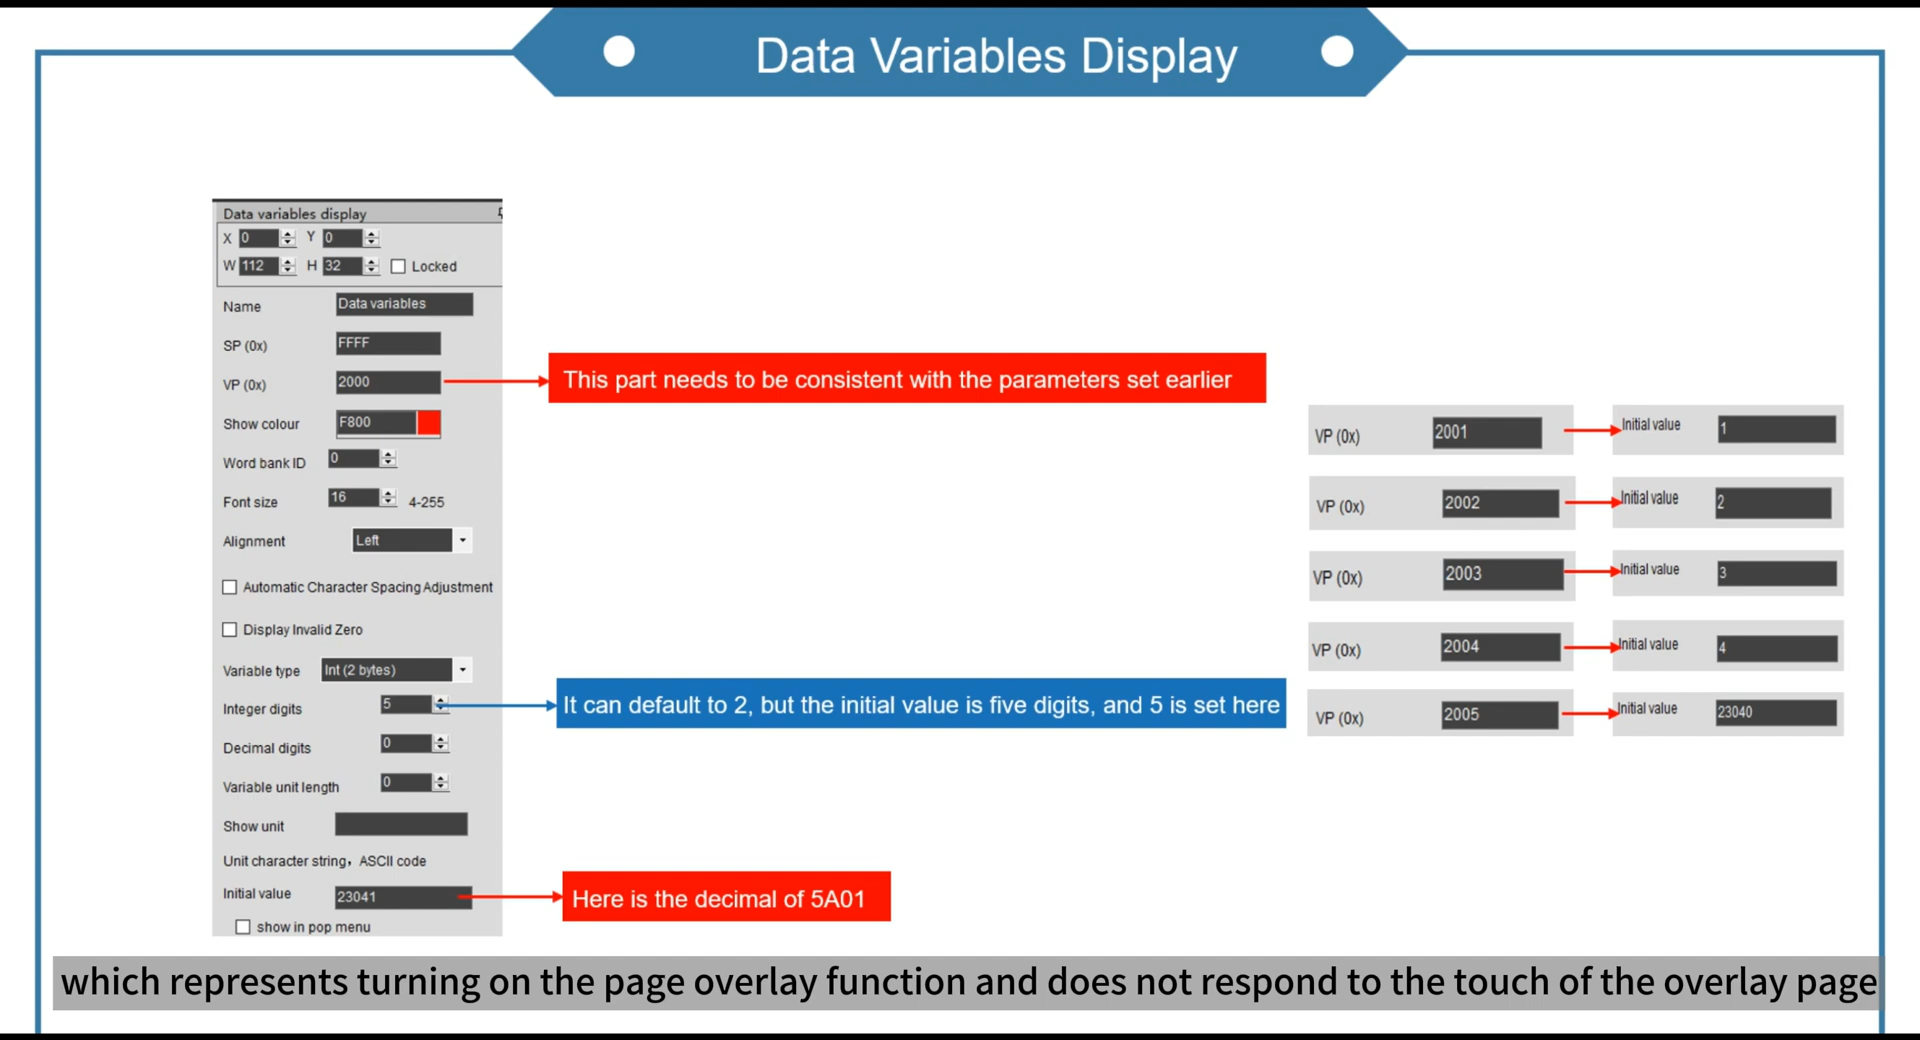 Data Variables Display
Data variables display
X 0 Y 0
W 112 H 32 Locked
Name Data variables
SP (0x) FFFF
VP (0x) 2000
This part needs to be consistent with the parameters set earlier
Show colour F800
Word bank ID 0
Font size 16 4-255
Alignment Left
Automatic Character Spacing Adjustment
Display Invalid Zero
Variable type Int (2 bytes)
Integer digits 5
It can default to 2, but the initial value is five digits, and 5 is set here
Decimal digits 0
Variable unit length 0
Show unit
Unit character string，ASCII code
Initial value 23041
Here is the decimal of 5A01
show in pop menu
VP (0x) 2001 Initial value 1
VP (0x) 2002 Initial value 2
VP (0x) 2003 Initial value 3
VP (0x) 2004 Initial value 4
VP (0x) 2005 Initial value 23040
which represents turning on the page overlay function and does not respond to the touch of the overlay page